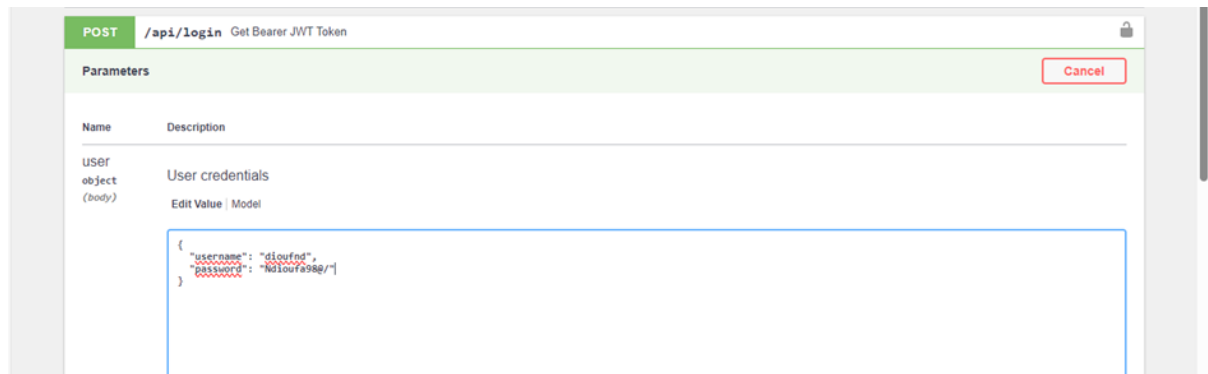 POST /api/login Get Bearer JWT Token
Parameters
Cancel
Name Description
user
object
(body)
User credentials
Edit Value | Model
{
"username": "dioufnd",
"password": "Ndioufa98@/"
}